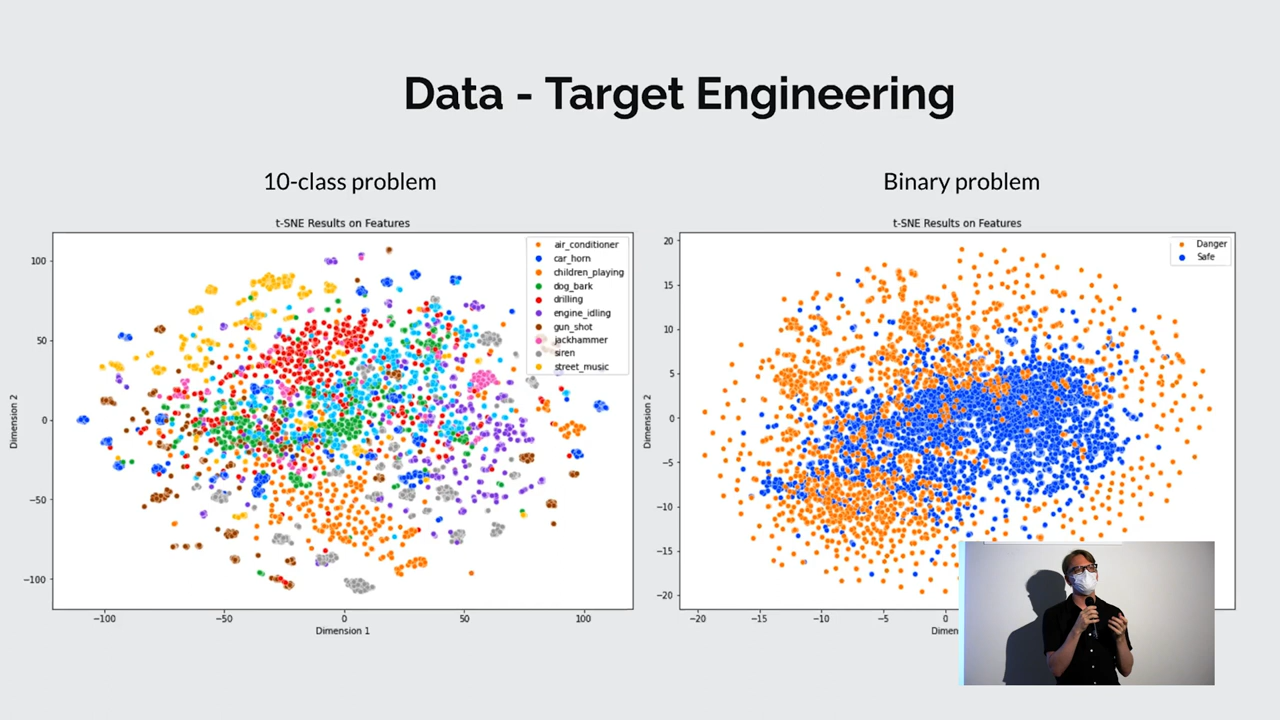 Data - Target Engineering
10-class problem
t-SNE Results on Features
100
50
0
−50
−100
Dimension 2
−100
−50
0
50
100
Dimension 1
air_conditioner
car_horn
children_playing
dog_bark
drilling
engine_idling
gun_shot
jackhammer
siren
street_music
Binary problem
t-SNE Results on Features
20
15
10
5
0
−5
−10
−15
−20
Dimension 2
−20
−15
−10
−5
0
Danger
Safe